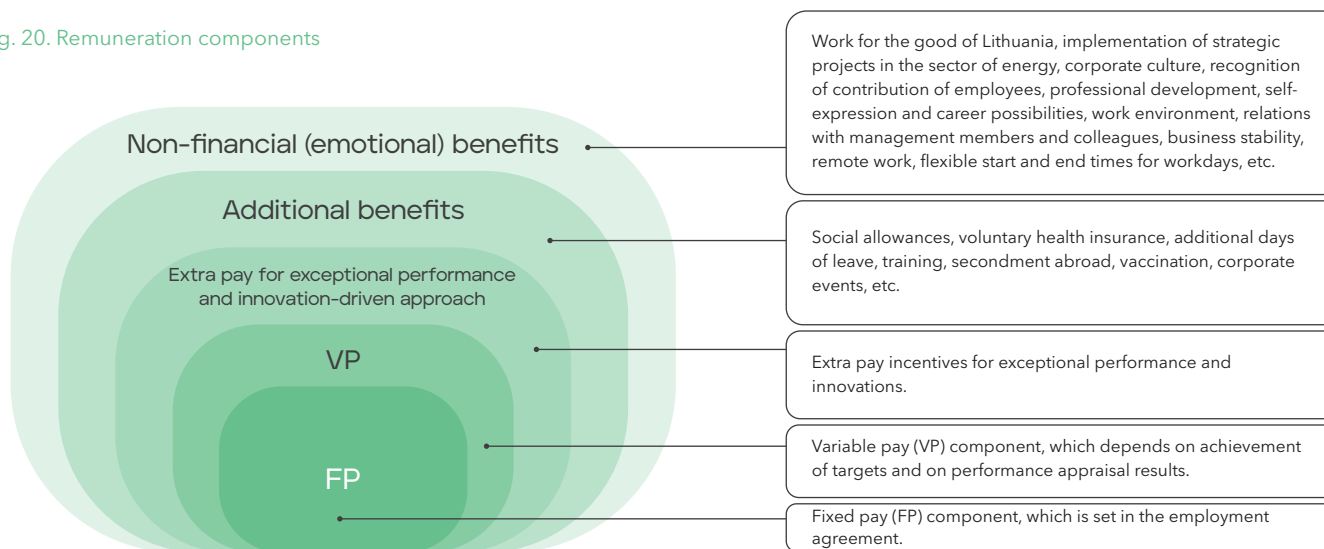 g. 20. Remuneration components
Non-financial (emotional) benefits
Work for the good of Lithuania, implementation of strategic
projects in the sector of energy, corporate culture, recognition
of contribution of employees, professional development, self-
expression and career possibilities, work environment, relations
with management members and colleagues, business stability,
remote work, flexible start and end times for workdays, etc.
Additional benefits
Social allowances, voluntary health insurance, additional days
of leave, training, secondment abroad, vaccination, corporate
events, etc.
Extra pay for exceptional performance
and innovation-driven approach
Extra pay incentives for exceptional performance and
innovations.
VP
Variable pay (VP) component, which depends on achievement
of targets and on performance appraisal results.
FP
Fixed pay (FP) component, which is set in the employment
agreement.